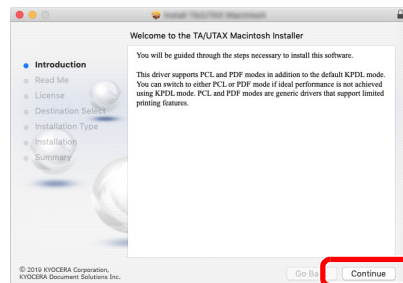 Welcome to the TA/UTAX Macintosh Installer
Introduction
Read Me
License
Destination Select
Installation Type
Installation
Summary
You will be guided through the steps necessary to install this software.
This driver supports PCL and PDF modes in addition to the default KPDL mode.
You can switch to either PCL or PDF mode if ideal performance is not achieved
using KPDL mode. PCL and PDF modes are generic drivers that support limited
printing features.
© 2019 KYOCERA Corporation,
KYOCERA Document Solutions Inc.
Go Ba
Continue